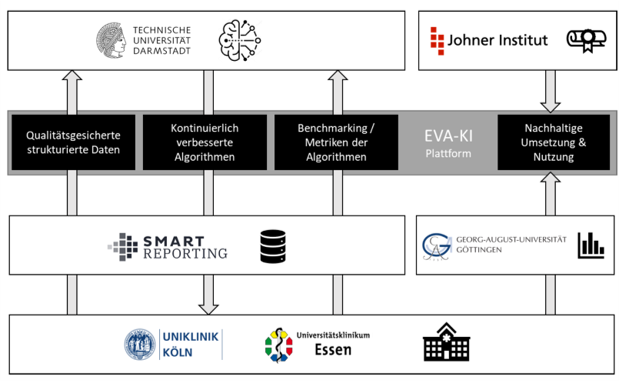 TECHNISCHE
UNIVERSITÄT
DARMSTADT
Johner Institut
Qualitätsgesicherte
strukturierte Daten
Kontinuierlich
verbesserte
Algorithmen
Benchmarking /
Metriken der
Algorithmen
EVA-KI
Plattform
Nachhaltige
Umsetzung &
Nutzung
SMART
REPORTING
GEORG-AUGUST-UNIVERSITÄT
GÖTTINGEN
UNIKLINIK
KÖLN
Universitätsklinikum
Essen